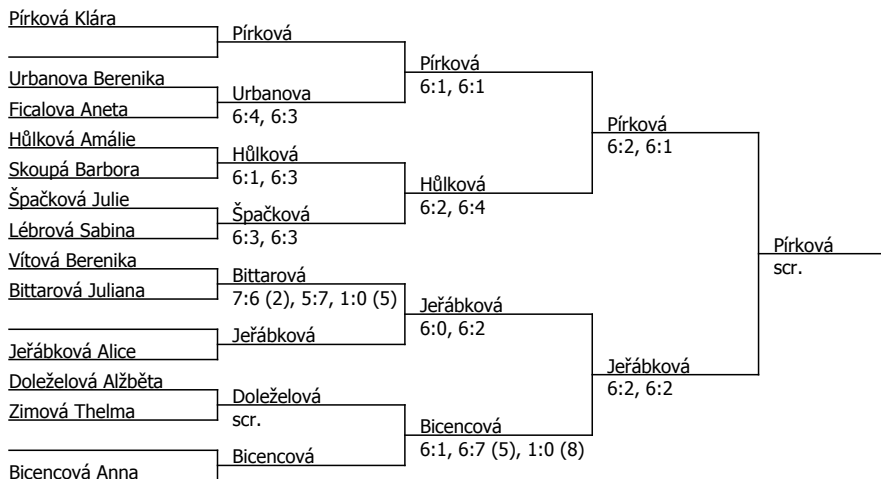 Pírková Klára
Urbanova Berenika
Ficalova Aneta
Hůlková Amálie
Skoupá Barbora
Špačková Julie
Lébrová Sabina
Vítová Berenika
Bittarová Juliana
Jeřábková Alice
Doleželová Alžběta
Zimová Thelma
Bicencová Anna
Pírková
Urbanova
6:4, 6:3
Hůlková
6:1, 6:3
Špačková
6:3, 6:3
Bittarová
7:6 (2), 5:7, 1:0 (5)
Jeřábková
Doleželová
scr.
Bicencová
Pírková
6:1, 6:1
Hůlková
6:2, 6:4
Jeřábková
6:0, 6:2
Bicencová
6:1, 6:7 (5), 1:0 (8)
Pírková
6:2, 6:1
Jeřábková
6:2, 6:2
Pírková
scr.